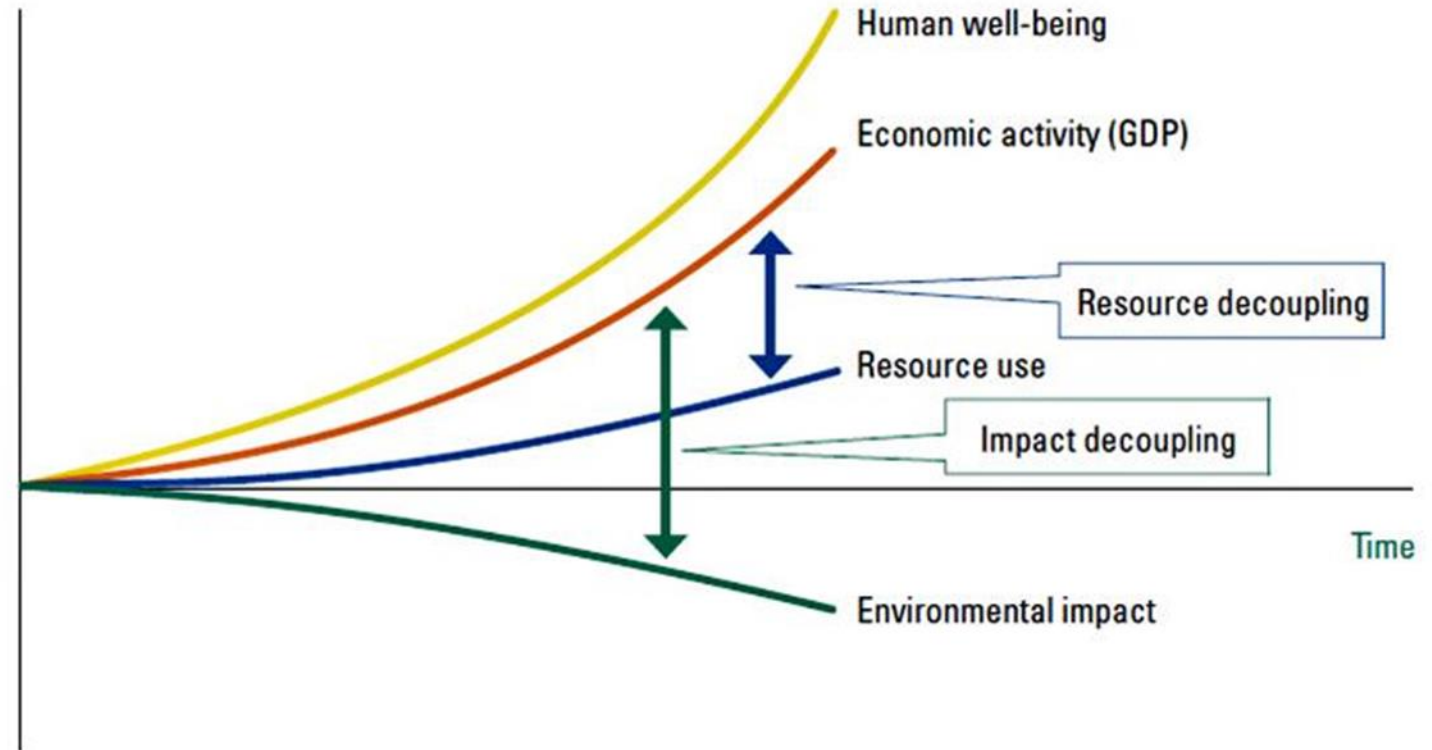 Human well-being
Economic activity (GDP)
Resource decoupling
Resource use
Impact decoupling
Time
Environmental impact